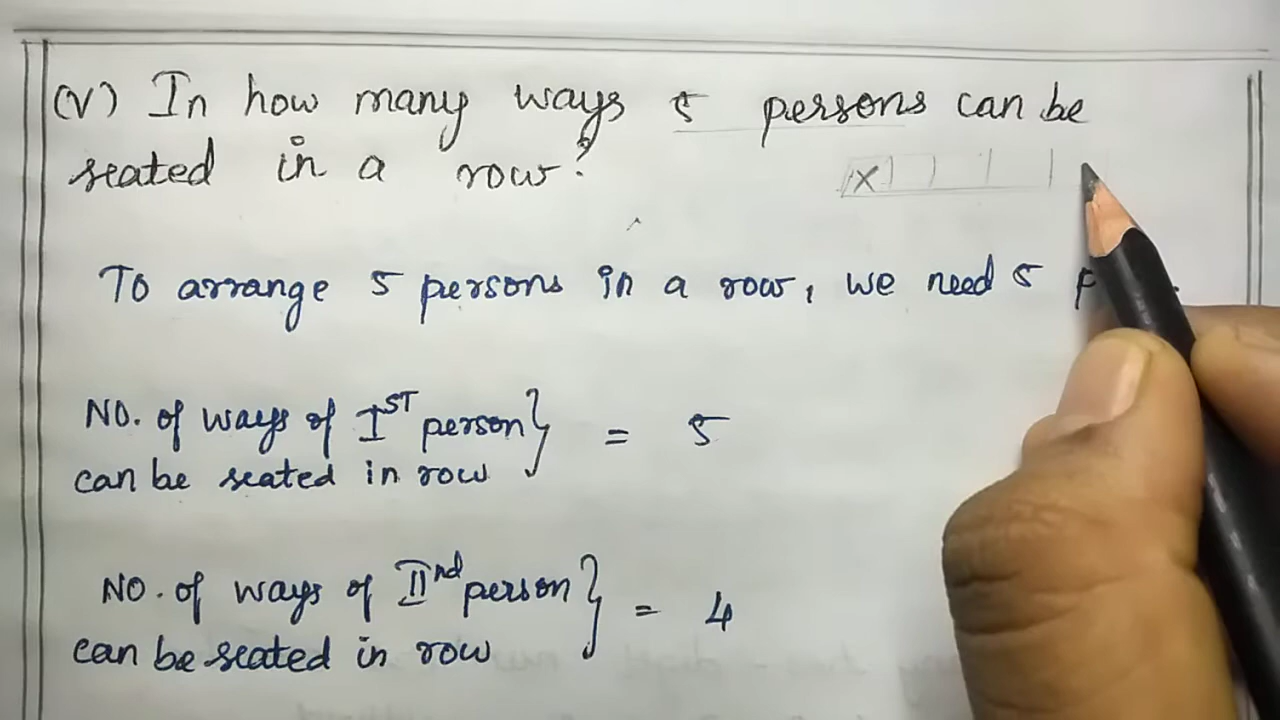 (V) In how many ways 5 persons can be
seated in a row?
X
To arrange 5 persons in a row, we need 5
NO. of ways of Iˢᵀ person} = 5
can be seated in row
NO. of ways of IIⁿᵈ person} = 4
can be seated in row